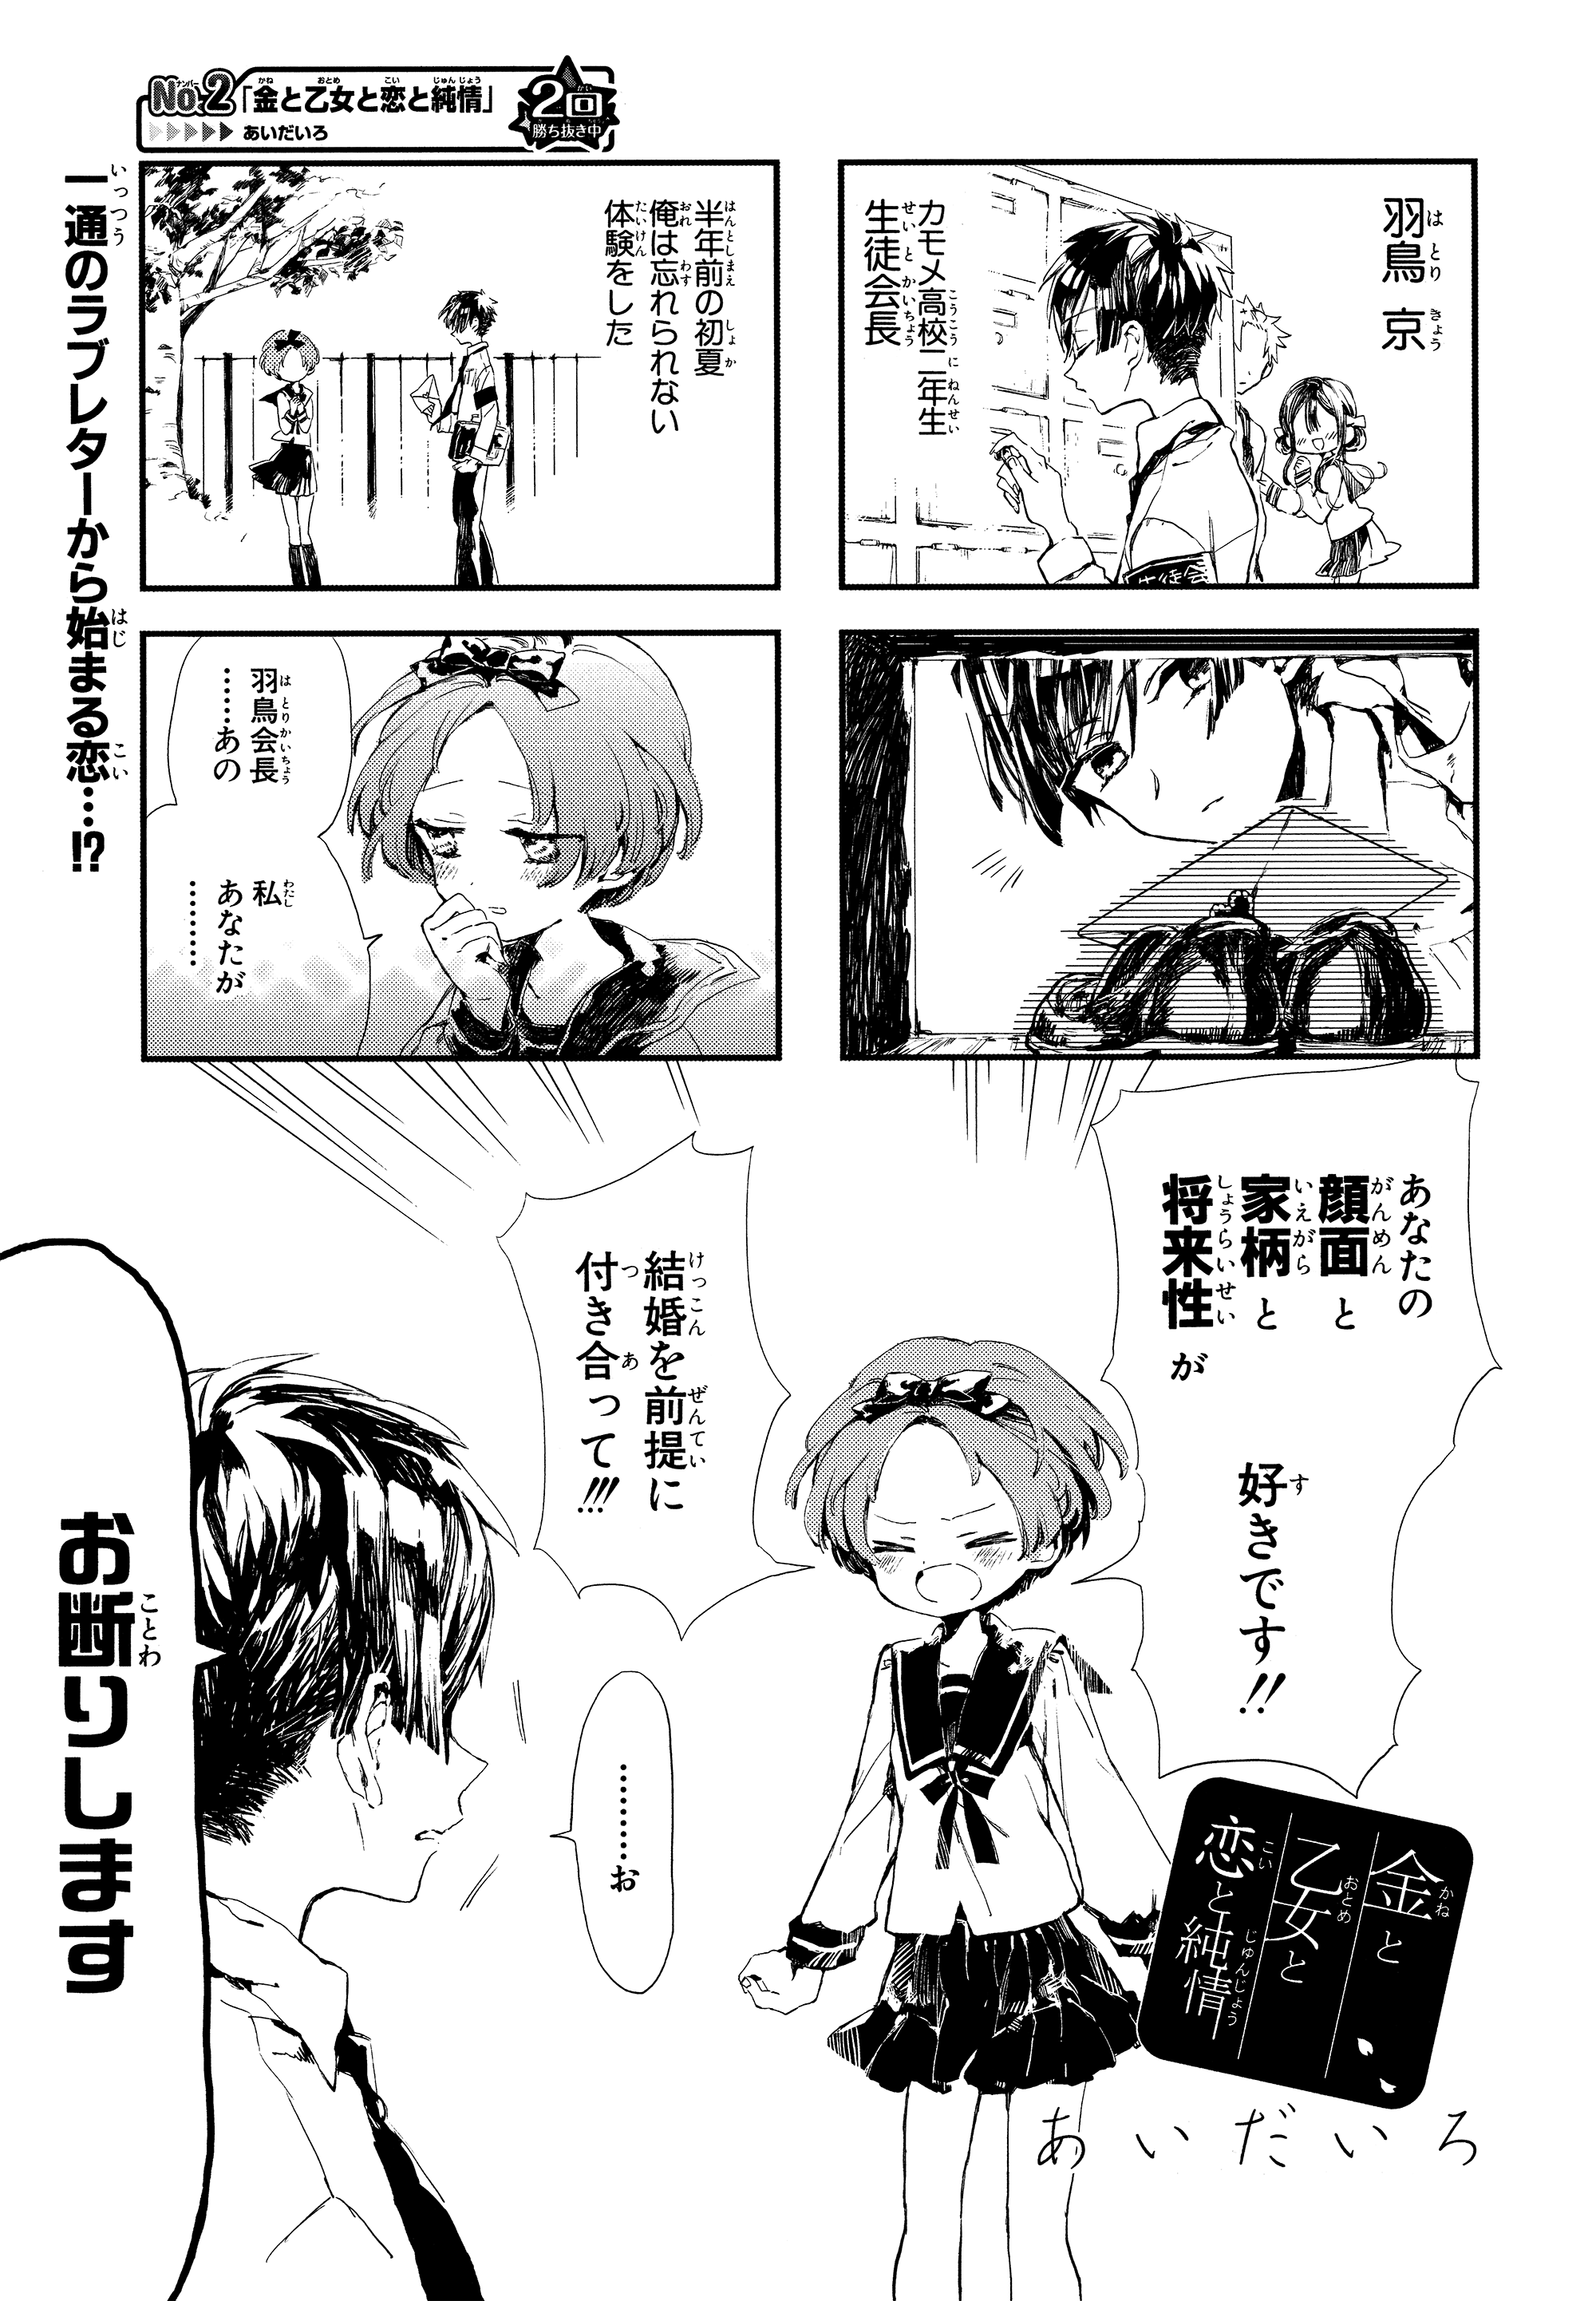 No.2「金と乙女と恋と純情」
あいだいろ
2回
勝ち抜き中
一通のラブレターから始まる恋…!?
羽鳥 京
カモメ高校二年生
生徒会長
生徒会
半年前の初夏
俺は忘れられない
体験をした
羽鳥会長
……あの
私
あなたが
………
あなたの
顔面と
家柄と
将来性が
好きです!!
結婚を前提に
付き合って!!!
………お
お断りします
金と
乙女と
恋と純情
あいだいろ